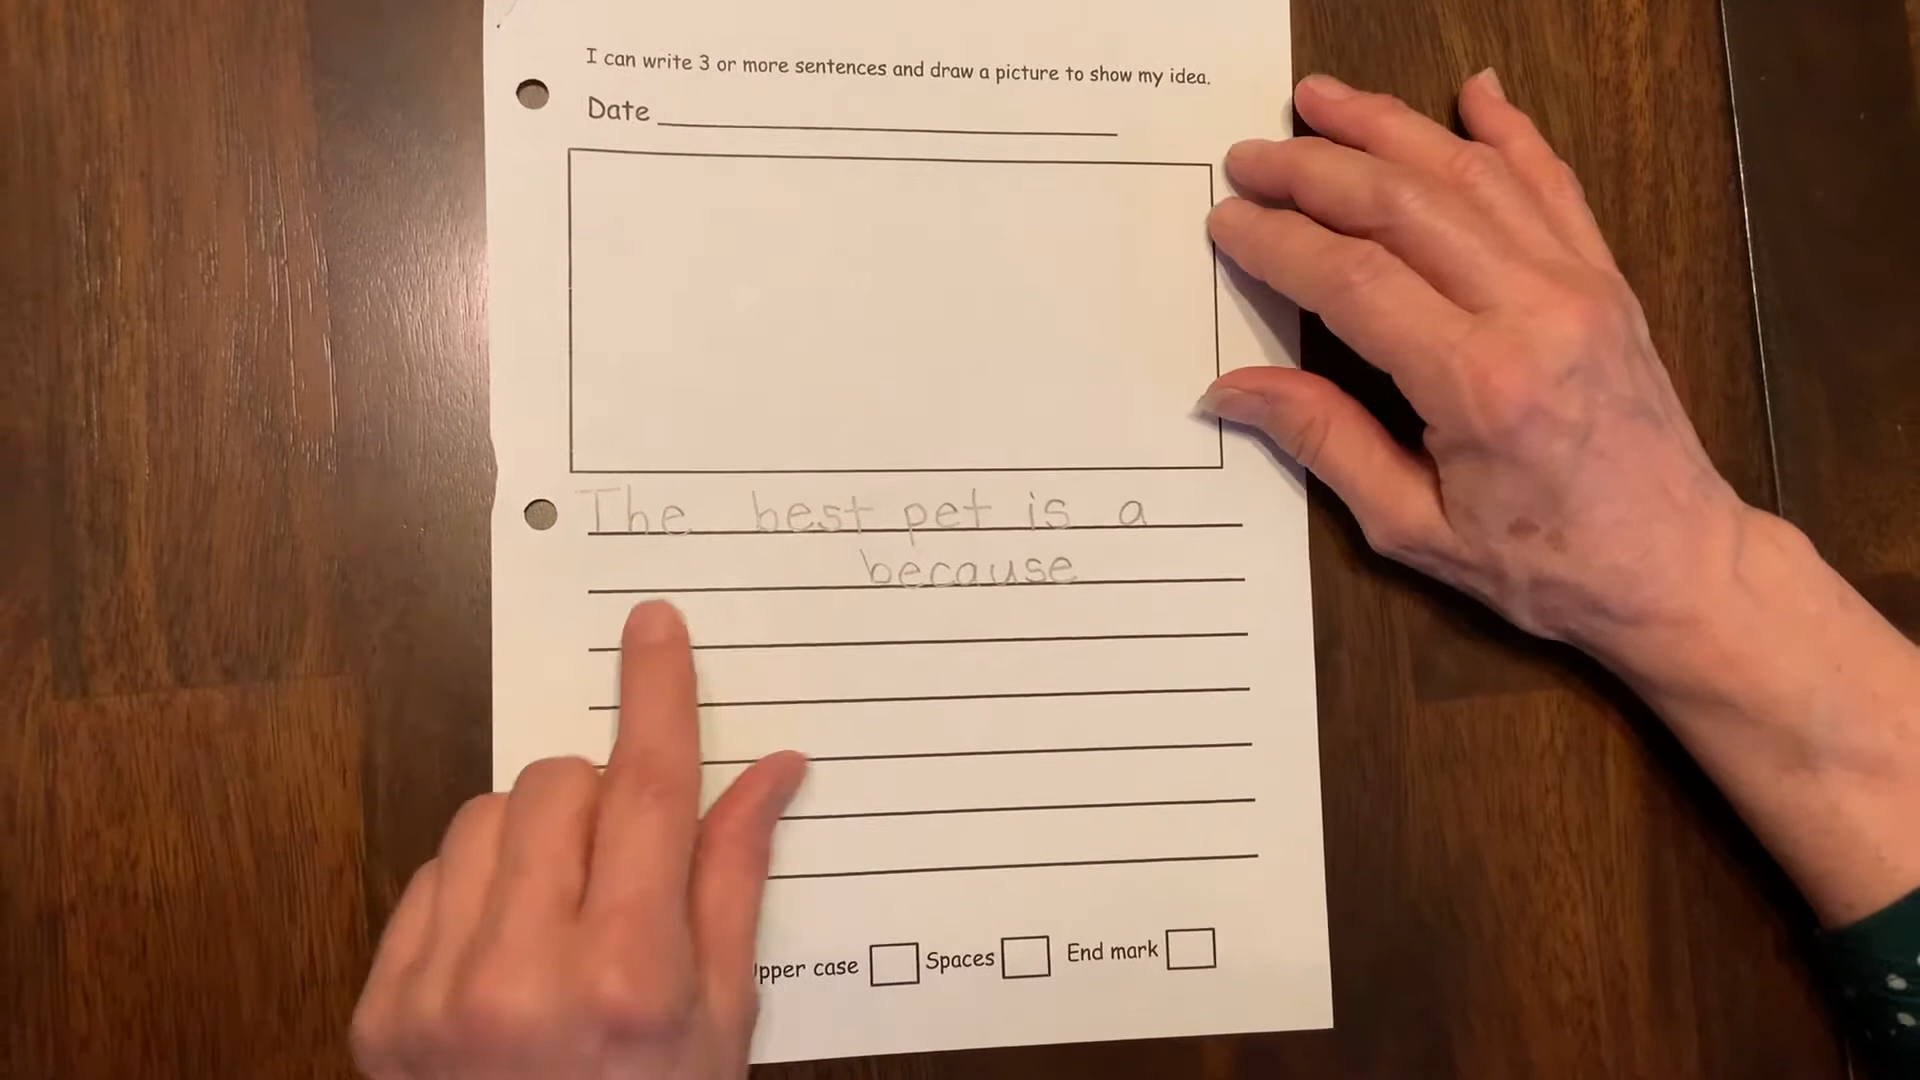 I can write 3 or more sentences and draw a picture to show my idea.
Date
The best pet is a
because
pper case Spaces End mark